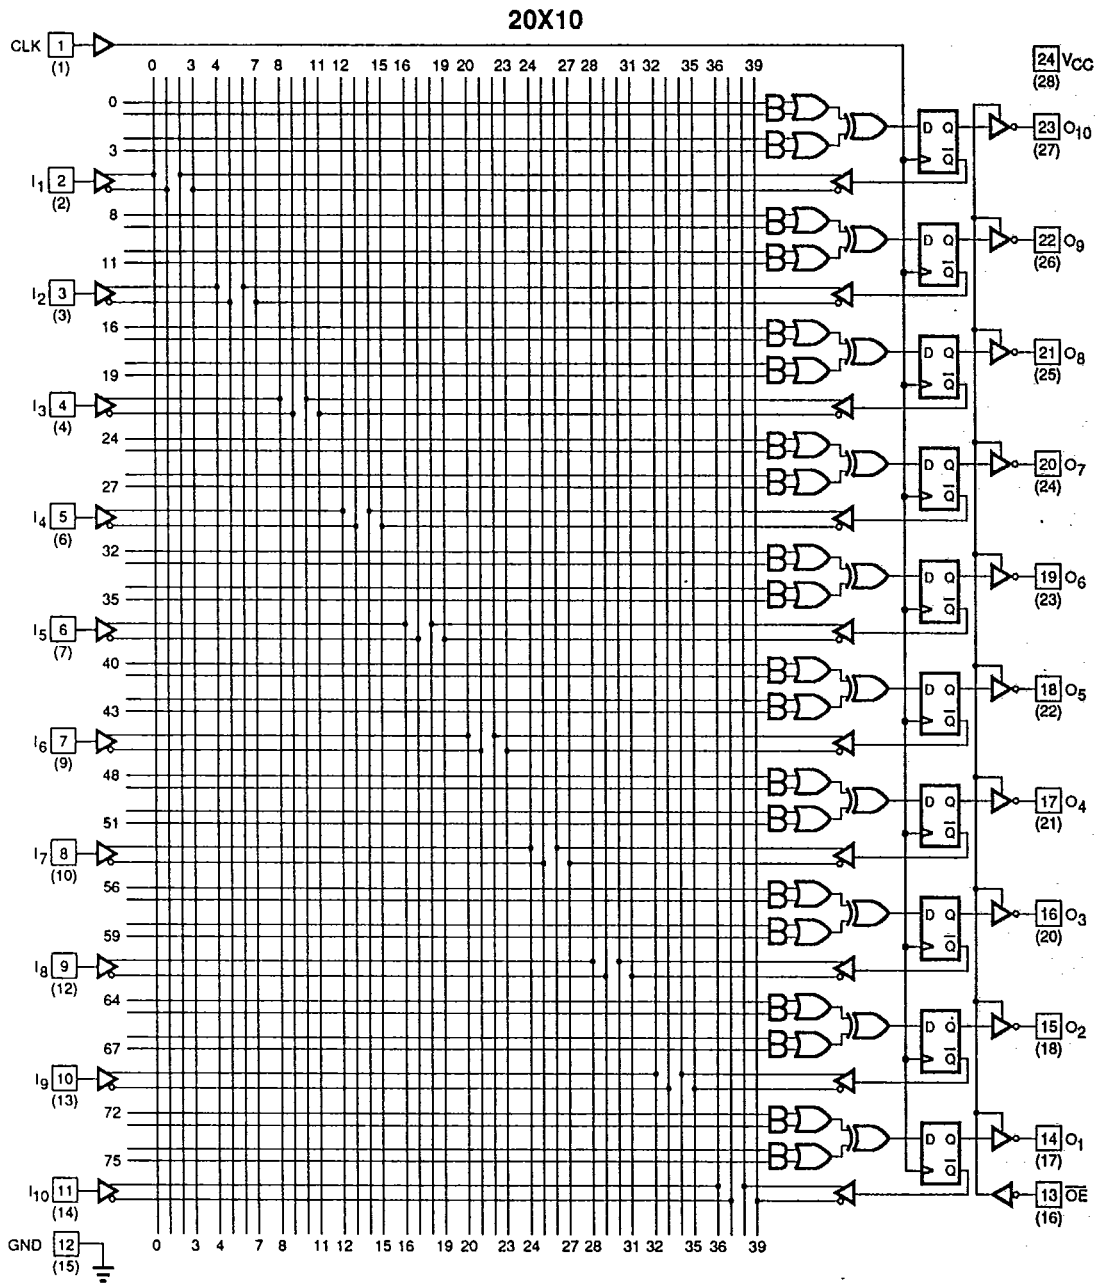 20X10
CLK 1
(1)
24 VCC
(28)
0 3 4 7 8 11 12 15 16 19 20 23 24 27 28 31 32 35 36 39
0
D Q
Q
23 O10
(27)
3
I1 2
(2)
8
D Q
Q
22 O9
(26)
11
I2 3
(3)
16
D Q
Q
21 O8
(25)
19
I3 4
(4)
24
D Q
Q
20 O7
(24)
27
I4 5
(6)
32
D Q
Q
19 O6
(23)
35
I5 6
(7)
40
D Q
Q
18 O5
(22)
43
I6 7
(9)
48
D Q
Q
17 O4
(21)
51
I7 8
(10)
56
D Q
Q
16 O3
(20)
59
I8 9
(12)
64
D Q
Q
15 O2
(18)
67
I9 10
(13)
72
D Q
Q
14 O1
(17)
75
I10 11
(14)
13 OE
(16)
GND 12
(15)
0 3 4 7 8 11 12 15 16 19 20 23 24 27 28 31 32 35 36 39